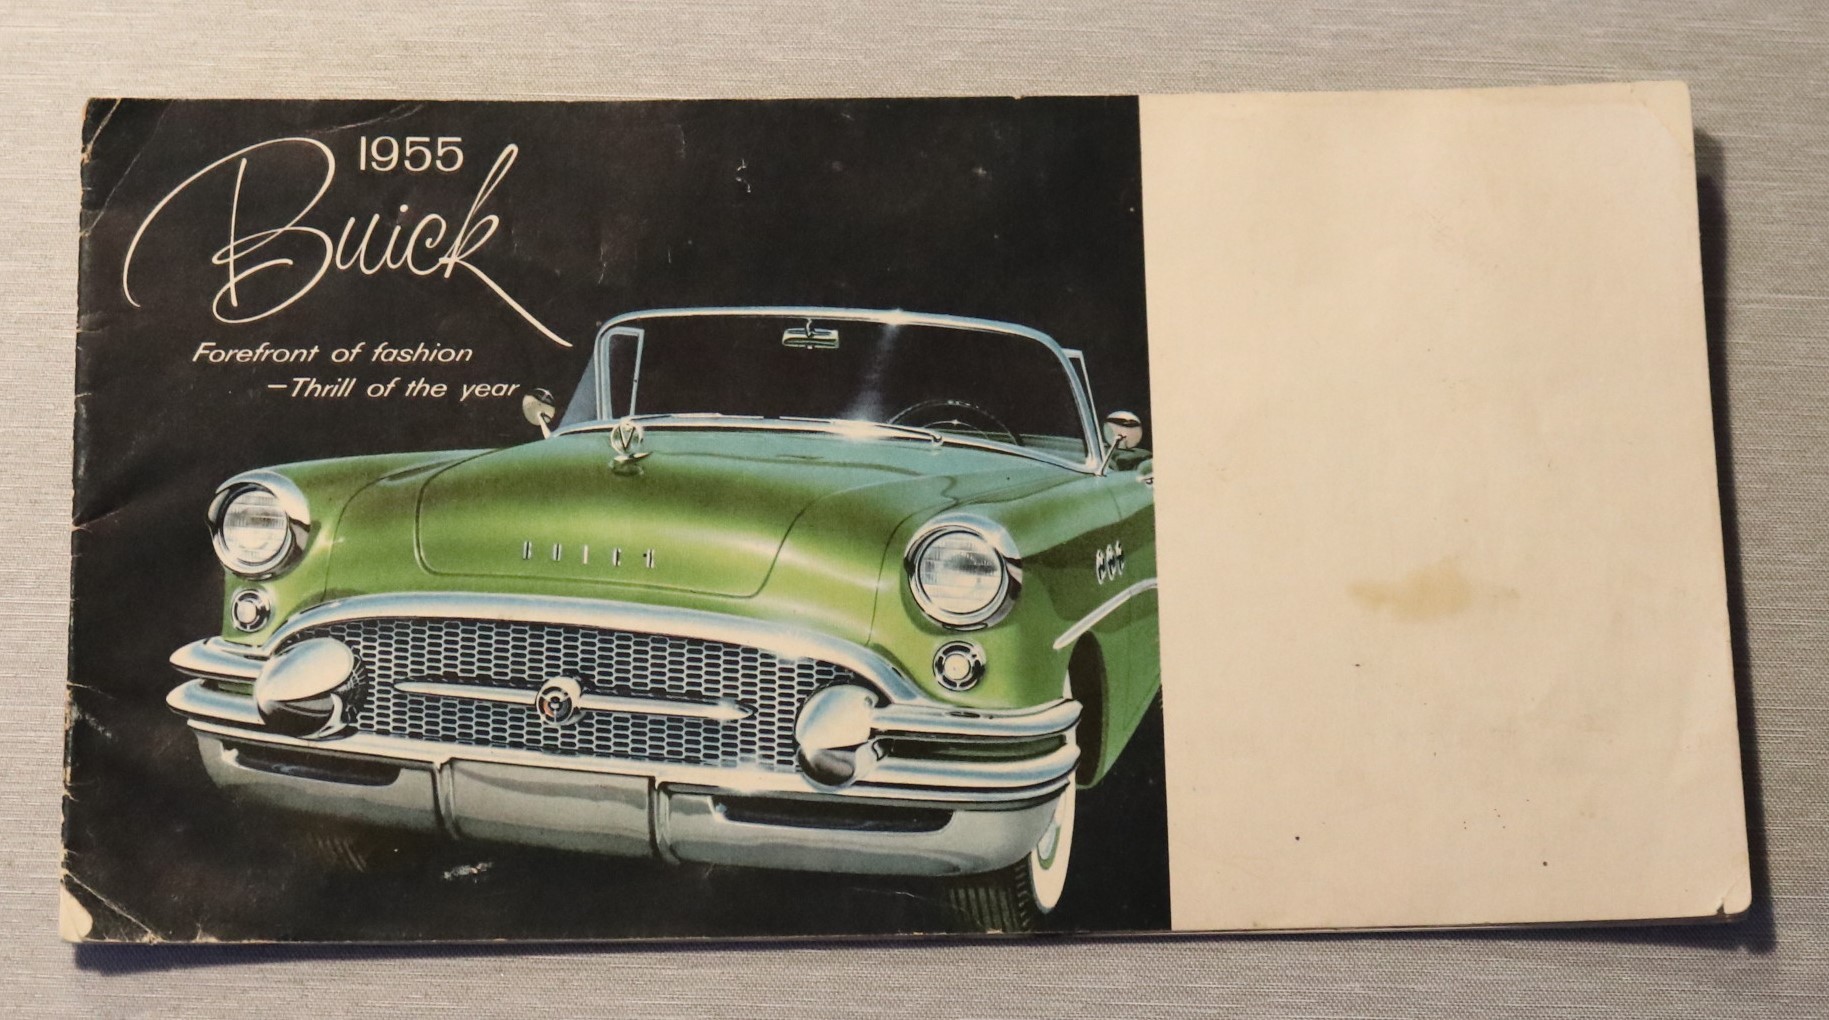 1955
Buick
Forefront of fashion
—Thrill of the year
BUICK